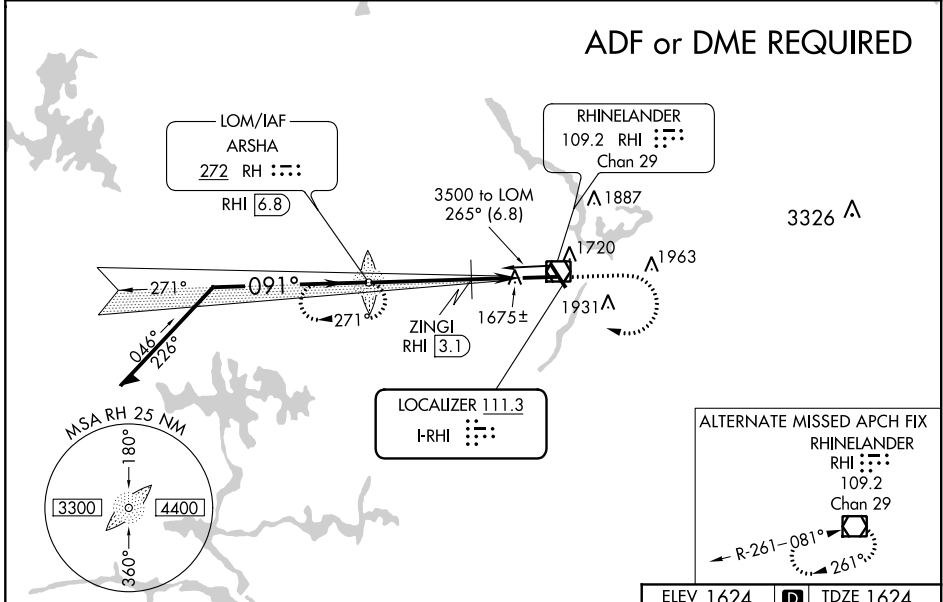 ADF or DME REQUIRED
LOM/IAF
ARSHA
272 RH
RHI 6.8
RHINELANDER
109.2 RHI
Chan 29
3500 to LOM
265° (6.8)
1887
3326
1720
1963
271°
091°
271°
1675±
1931
ZINGI
RHI 3.1
046°
226°
LOCALIZER 111.3
I-RHI
MSA RH 25 NM
180°
3300
4400
360°
ALTERNATE MISSED APCH FIX
RHINELANDER
RHI
109.2
Chan 29
R-261
081°
261°
ELEV 1624 D TDZE 1624